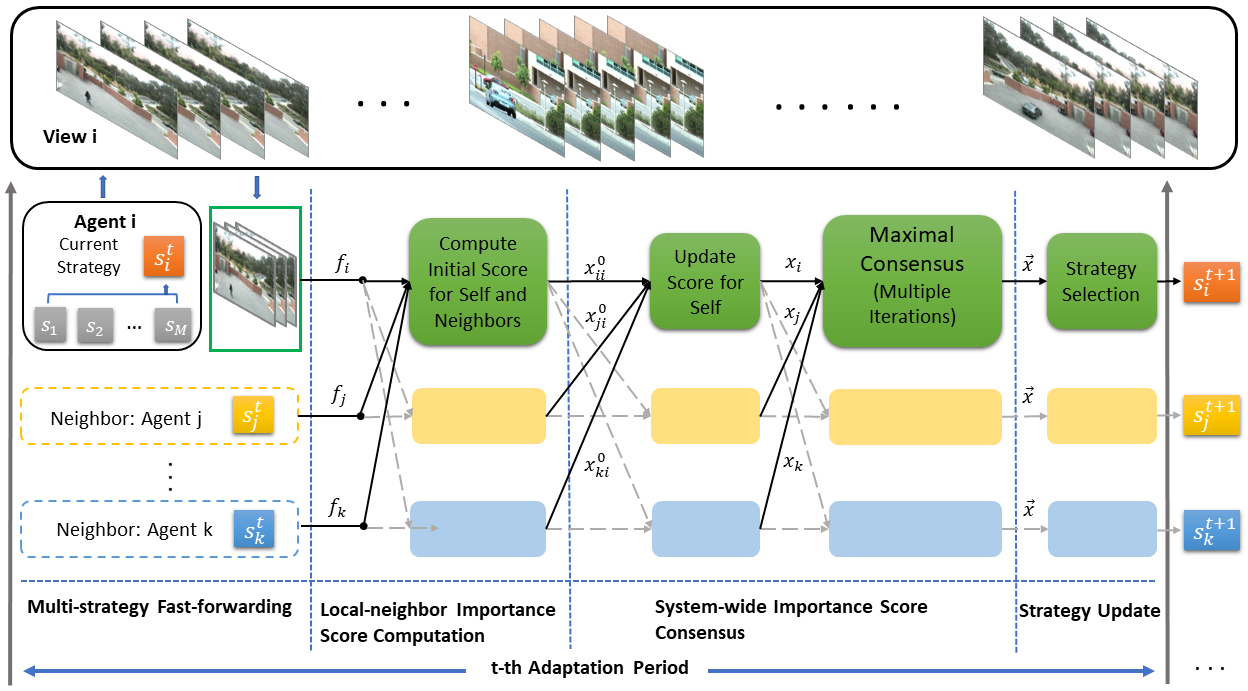 View i
. . .
. . . . . .
Agent i
Current
Strategy
s_i^t
s_1
s_2
...
s_M
f_i
Compute
Initial Score
for Self and
Neighbors
x_{ii}^0
x_{ji}^0
Update
Score for
Self
x_i
x_j
Maximal
Consensus
(Multiple
Iterations)
\vec{x}
Strategy
Selection
s_i^{t+1}
Neighbor: Agent j
s_j^t
f_j
\vec{x}
s_j^{t+1}
x_{ki}^0
x_k
Neighbor: Agent k
s_k^t
f_k
\vec{x}
s_k^{t+1}
Multi-strategy Fast-forwarding
Local-neighbor Importance
Score Computation
System-wide Importance Score
Consensus
Strategy Update
t-th Adaptation Period
. . .